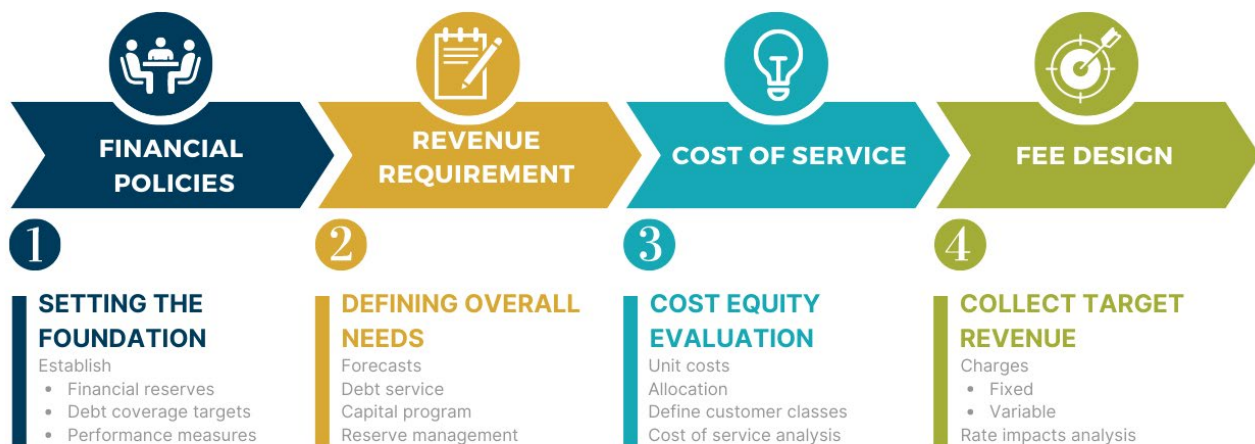 FINANCIAL
POLICIES
REVENUE
REQUIREMENT
COST OF SERVICE
FEE DESIGN
1
SETTING THE
FOUNDATION
Establish
• Financial reserves
• Debt coverage targets
• Performance measures
2
DEFINING OVERALL
NEEDS
Forecasts
Debt service
Capital program
Reserve management
3
COST EQUITY
EVALUATION
Unit costs
Allocation
Define customer classes
Cost of service analysis
4
COLLECT TARGET
REVENUE
Charges
• Fixed
• Variable
Rate impacts analysis